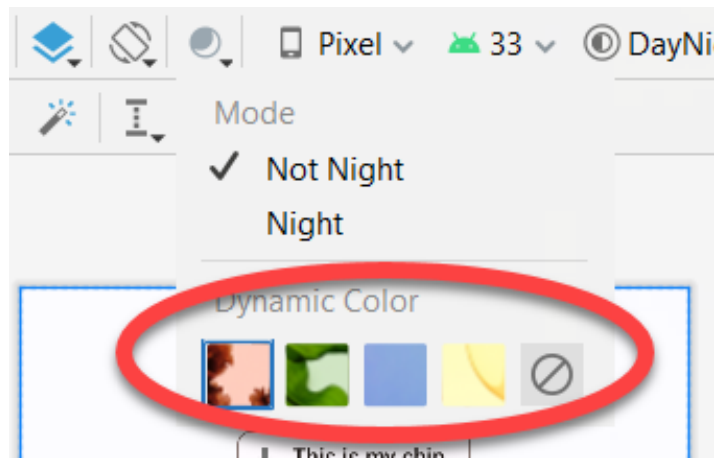 Pixel 33 DayNi
Mode
Not Night
Night
Dynamic Color
This is my chip